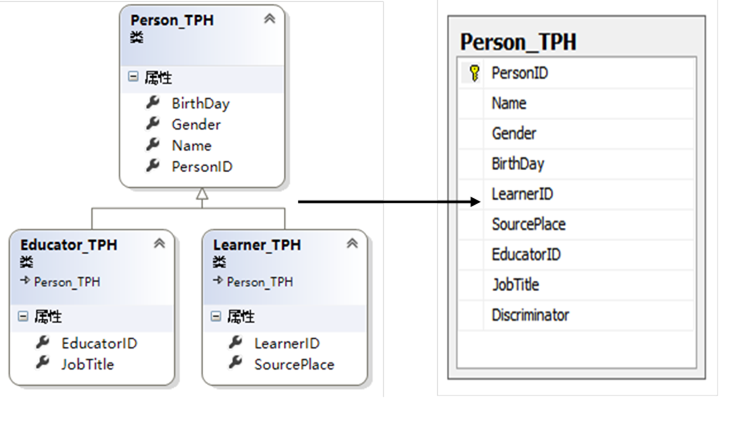 Person_TPH
类
属性
BirthDay
Gender
Name
PersonID
Educator_TPH
类
Person_TPH
属性
EducatorID
JobTitle
Learner_TPH
类
Person_TPH
属性
LearnerID
SourcePlace
Person_TPH
PersonID
Name
Gender
BirthDay
LearnerID
SourcePlace
EducatorID
JobTitle
Discriminator